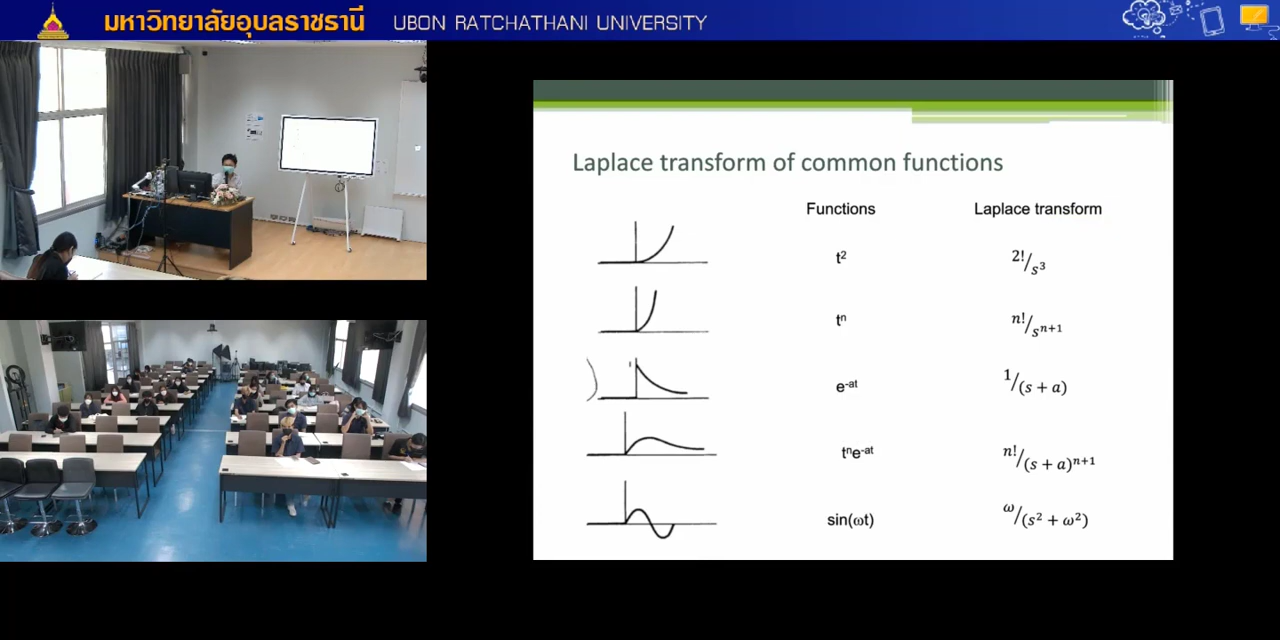 มหาวิทยาลัยอุบลราชธานี UBON RATCHATHANI UNIVERSITY
Laplace transform of common functions
Functions Laplace transform
t² 2!/s³
tⁿ n!/sⁿ⁺¹
e⁻ᵃᵗ 1/(s + a)
tⁿe⁻ᵃᵗ n!/(s + a)ⁿ⁺¹
sin(ωt) ω/(s² + ω²)